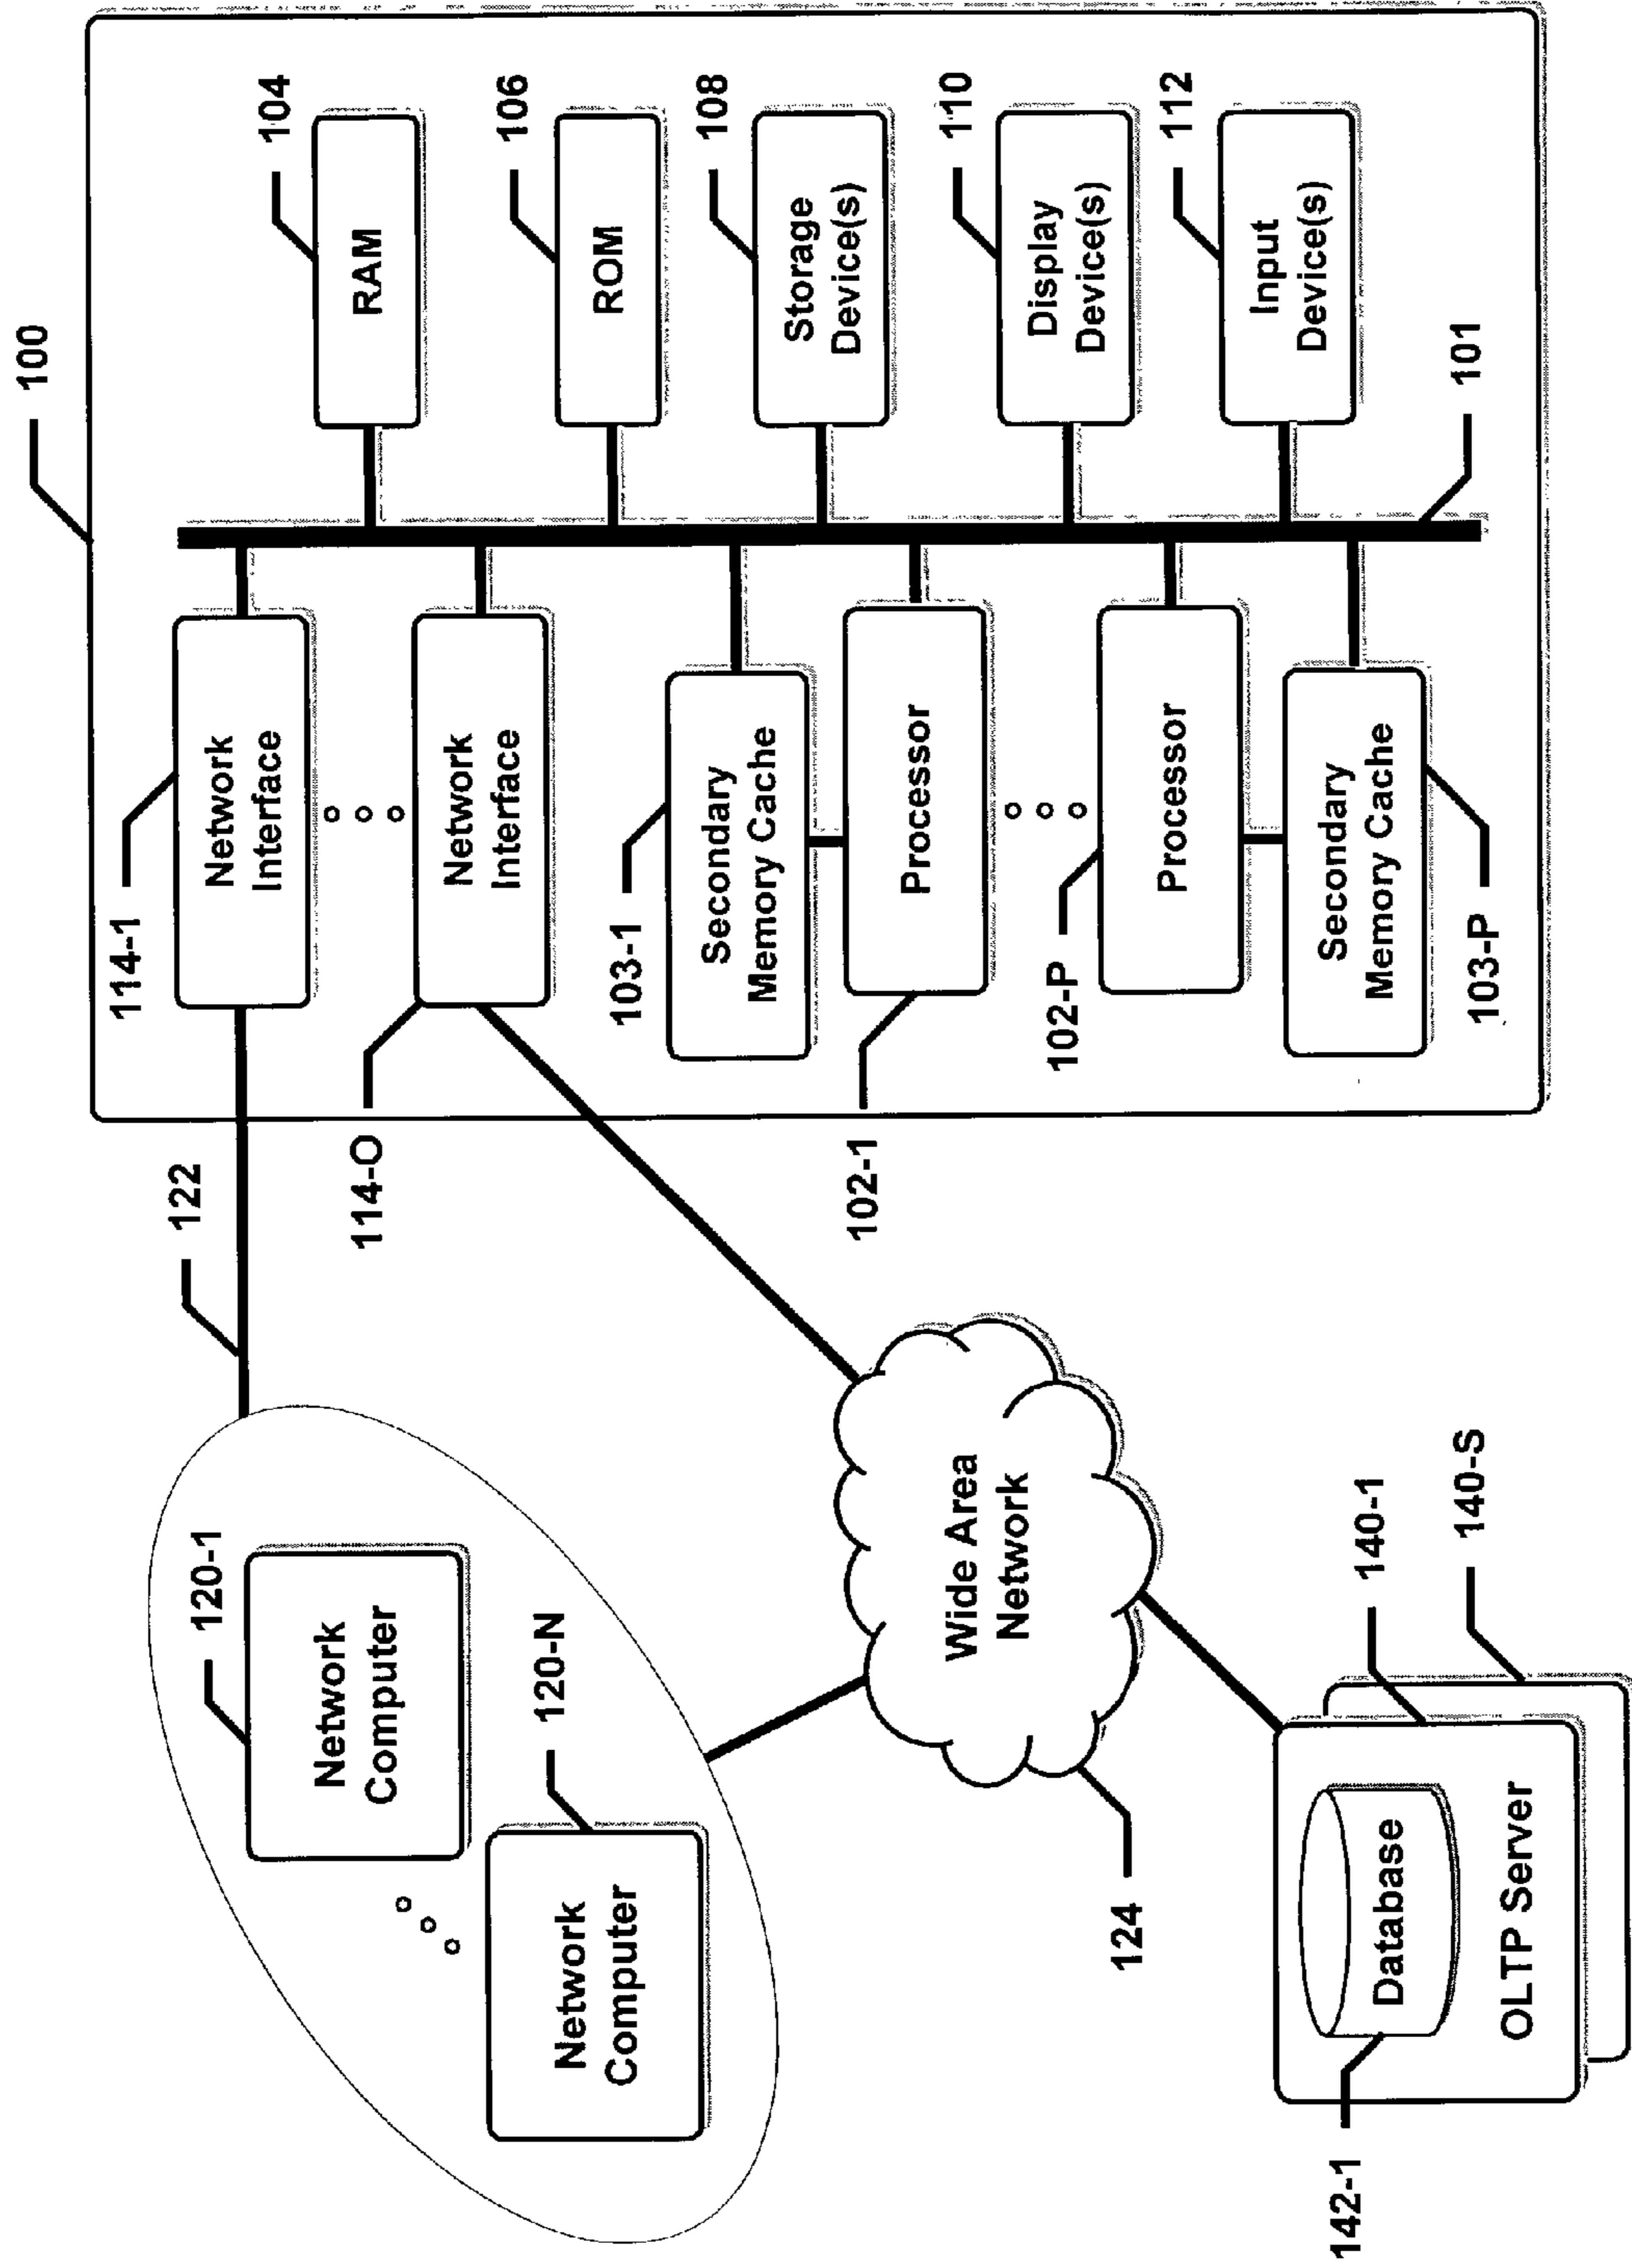 100
104
RAM
106
ROM
108
Storage
Device(s)
110
Display
Device(s)
112
Input
Device(s)
101
114-1
Network
Interface
114-O
Network
Interface
103-1
Secondary
Memory Cache
102-1
Processor
102-P
Processor
103-P
Secondary
Memory Cache
122
120-1
Network
Computer
120-N
Network
Computer
Wide Area
Network
124
140-1
140-S
142-1
Database
OLTP Server